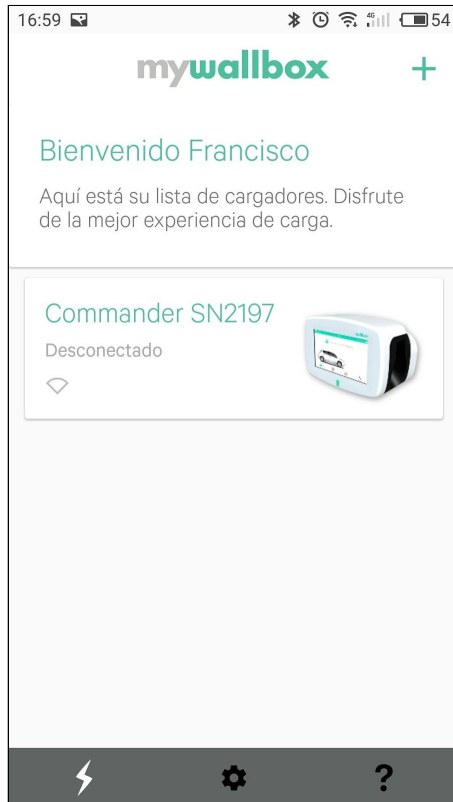 16:59
4G
54
mywallbox
+
Bienvenido Francisco
Aquí está su lista de cargadores. Disfrute
de la mejor experiencia de carga.
Commander SN2197
Desconectado
?